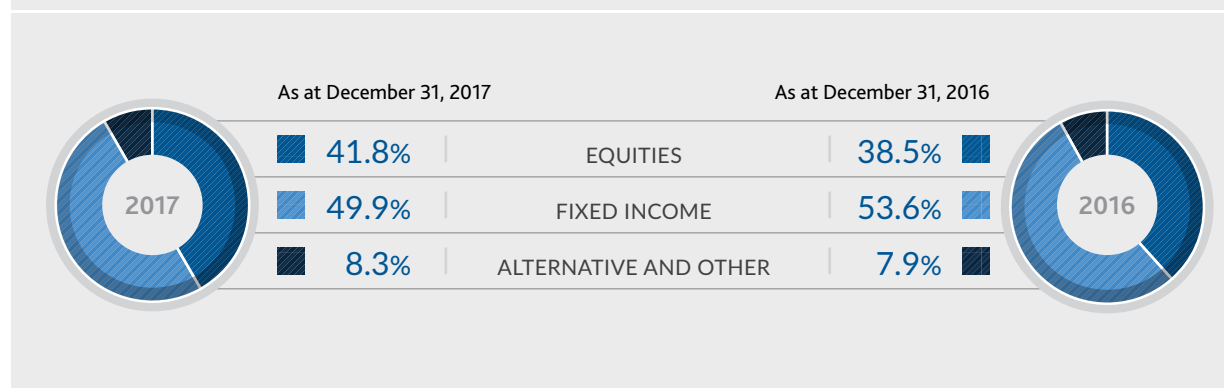 As at December 31, 2017 As at December 31, 2016
41.8% EQUITIES 38.5%
2017 49.9% FIXED INCOME 53.6% 2016
8.3% ALTERNATIVE AND OTHER 7.9%